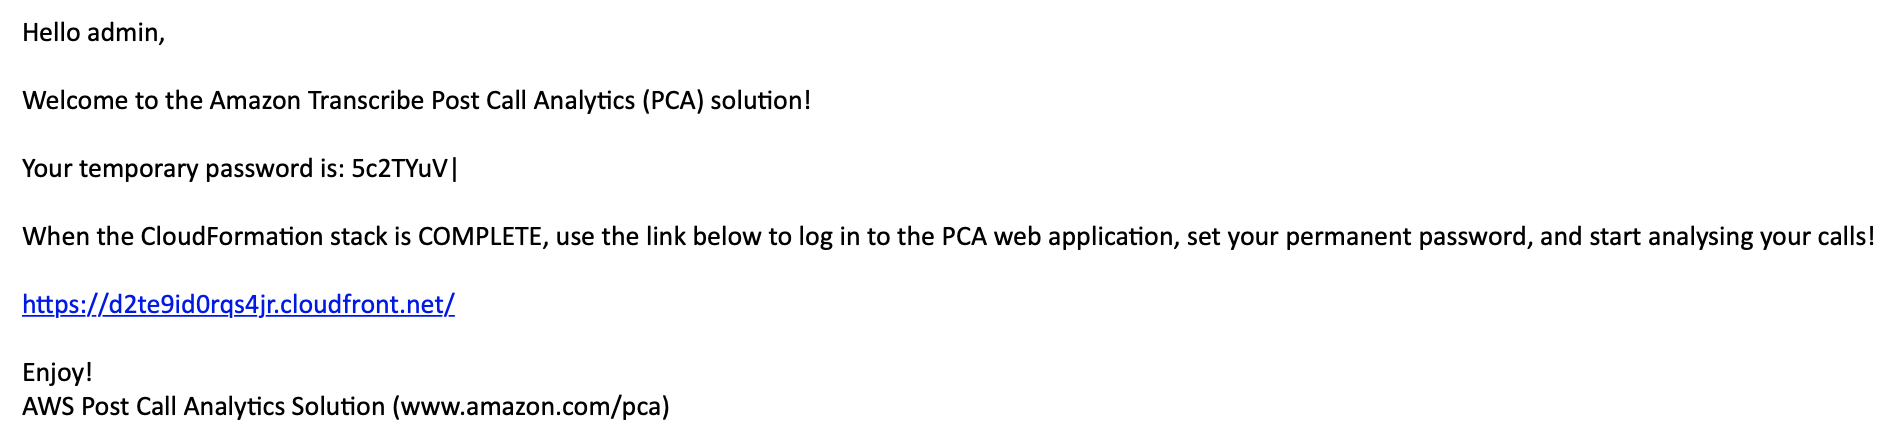 Hello admin,
Welcome to the Amazon Transcribe Post Call Analytics (PCA) solution!
Your temporary password is: 5c2TYuV|
When the CloudFormation stack is COMPLETE, use the link below to log in to the PCA web application, set your permanent password, and start analysing your calls!
https://d2te9id0rqs4jr.cloudfront.net/
Enjoy!
AWS Post Call Analytics Solution (www.amazon.com/pca)